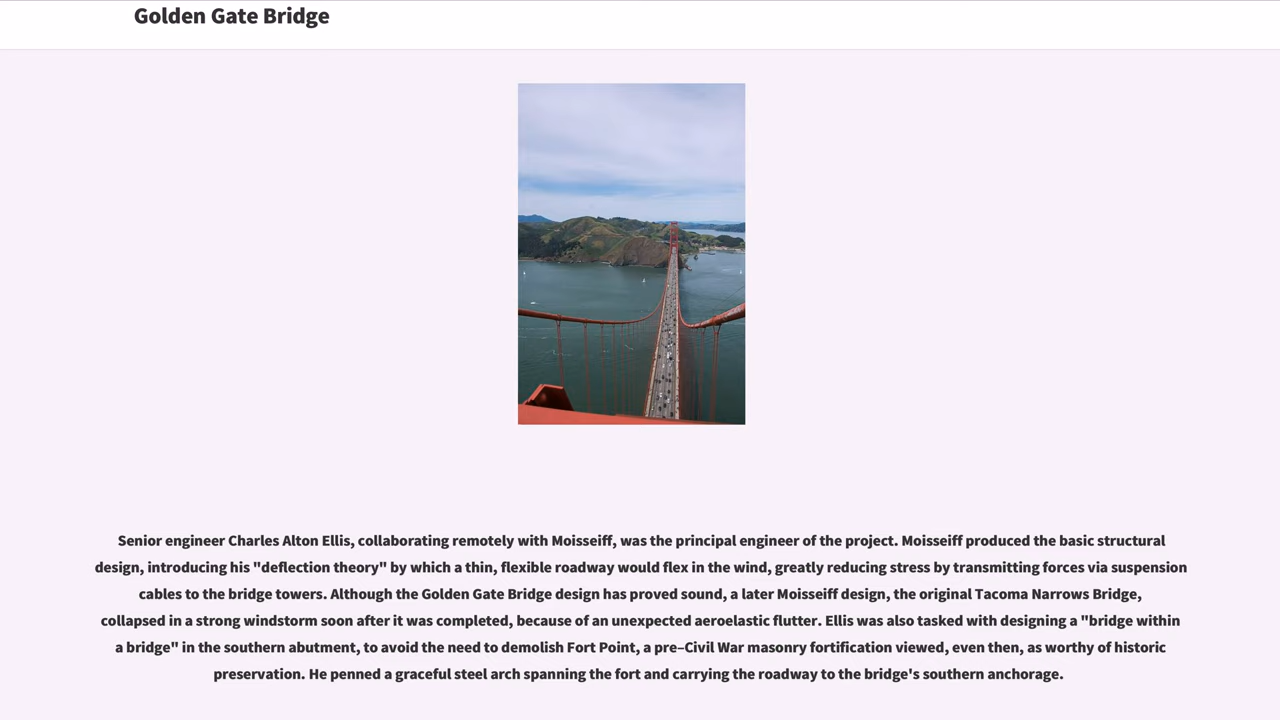 Golden Gate Bridge
Senior engineer Charles Alton Ellis, collaborating remotely with Moisseiff, was the principal engineer of the project. Moisseiff produced the basic structural
design, introducing his "deflection theory" by which a thin, flexible roadway would flex in the wind, greatly reducing stress by transmitting forces via suspension
cables to the bridge towers. Although the Golden Gate Bridge design has proved sound, a later Moisseiff design, the original Tacoma Narrows Bridge,
collapsed in a strong windstorm soon after it was completed, because of an unexpected aeroelastic flutter. Ellis was also tasked with designing a "bridge within
a bridge" in the southern abutment, to avoid the need to demolish Fort Point, a pre–Civil War masonry fortification viewed, even then, as worthy of historic
preservation. He penned a graceful steel arch spanning the fort and carrying the roadway to the bridge's southern anchorage.